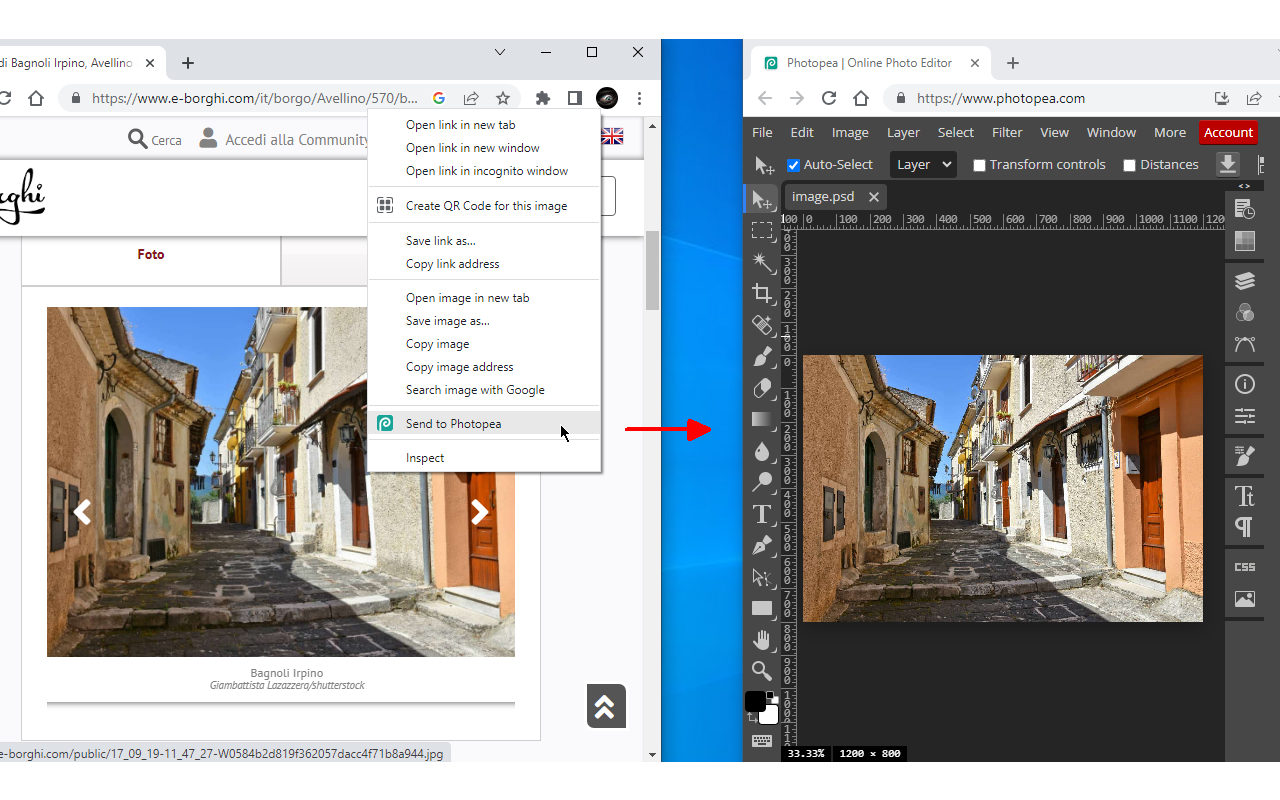 di Bagnoli Irpino, Avellino
https://www.e-borghi.com/it/borgo/Avellino/570/b...
Cerca
Accedi alla Community
Foto
Open link in new tab
Open link in new window
Open link in incognito window
Create QR Code for this image
Save link as...
Copy link address
Open image in new tab
Save image as...
Copy image
Copy image address
Search image with Google
Send to Photopea
Inspect
Bagnoli Irpino
Giambattista Lazazzera/shutterstock
e-borghi.com/public/17_09_19-11_47_27-W0584b2d819f362057dacc4f71b8a944.jpg
Photopea | Online Photo Editor
https://www.photopea.com
File Edit Image Layer Select Filter View Window More Account
Auto-Select Layer Transform controls Distances
image.psd
0 100 200 300 400 500 600 700 800 900 1000 1100 1200
CSS
33.33% 1200 × 800